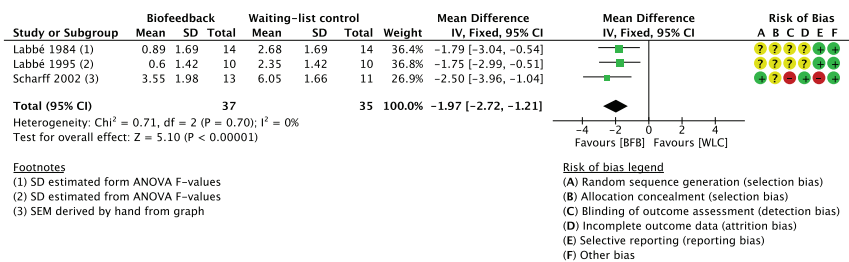 Biofeedback Waiting-list control Mean Difference Mean Difference Risk of Bias
Study or Subgroup Mean SD Total Mean SD Total Weight IV, Fixed, 95% CI IV, Fixed, 95% CI A B C D E F
Labbé 1984 (1) 0.89 1.69 14 2.68 1.69 14 36.4% -1.79 [-3.04, -0.54] ? ? ? ? + +
Labbé 1995 (2) 0.6 1.42 10 2.35 1.42 10 36.8% -1.75 [-2.99, -0.51] ? ? ? ? + +
Scharff 2002 (3) 3.55 1.98 13 6.05 1.66 11 26.9% -2.50 [-3.96, -1.04] + ? - + - +
Total (95% CI) 37 35 100.0% -1.97 [-2.72, -1.21]
Heterogeneity: Chi² = 0.71, df = 2 (P = 0.70); I² = 0%
Test for overall effect: Z = 5.10 (P < 0.00001)
-4 -2 0 2 4
Favours [BFB] Favours [WLC]
Footnotes
(1) SD estimated form ANOVA F-values
(2) SD estimated from ANOVA F-values
(3) SEM derived by hand from graph
Risk of bias legend
(A) Random sequence generation (selection bias)
(B) Allocation concealment (selection bias)
(C) Blinding of outcome assessment (detection bias)
(D) Incomplete outcome data (attrition bias)
(E) Selective reporting (reporting bias)
(F) Other bias